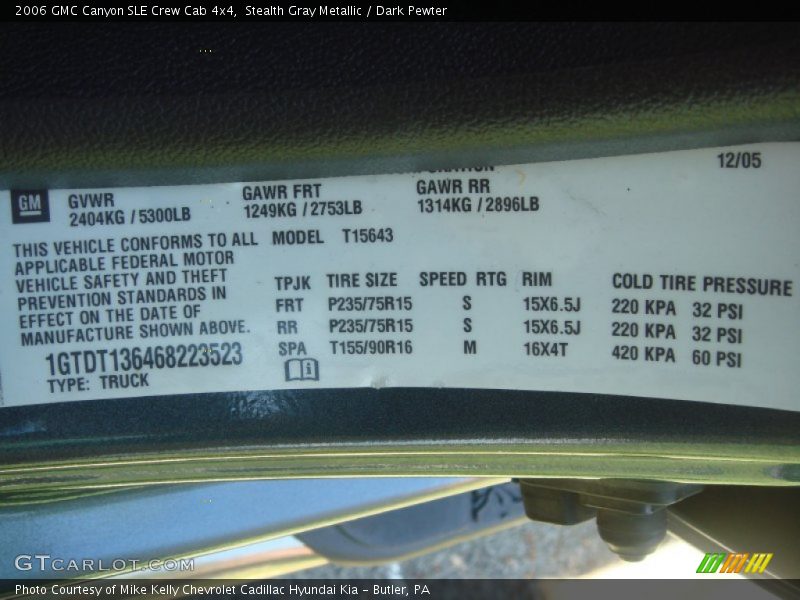 2006 GMC Canyon SLE Crew Cab 4x4, Stealth Gray Metallic / Dark Pewter
12/05
GM
GVWR
2404KG / 5300LB
GAWR FRT
1249KG / 2753LB
GAWR RR
1314KG / 2896LB
THIS VEHICLE CONFORMS TO ALL
APPLICABLE FEDERAL MOTOR
VEHICLE SAFETY AND THEFT
PREVENTION STANDARDS IN
EFFECT ON THE DATE OF
MANUFACTURE SHOWN ABOVE.
1GTDT136468223523
TYPE: TRUCK
MODEL T15643
TPJK TIRE SIZE SPEED RTG RIM COLD TIRE PRESSURE
FRT P235/75R15 S 15X6.5J 220 KPA 32 PSI
RR P235/75R15 S 15X6.5J 220 KPA 32 PSI
SPA T155/90R16 M 16X4T 420 KPA 60 PSI
GTCARLOT.COM
Photo Courtesy of Mike Kelly Chevrolet Cadillac Hyundai Kia – Butler, PA